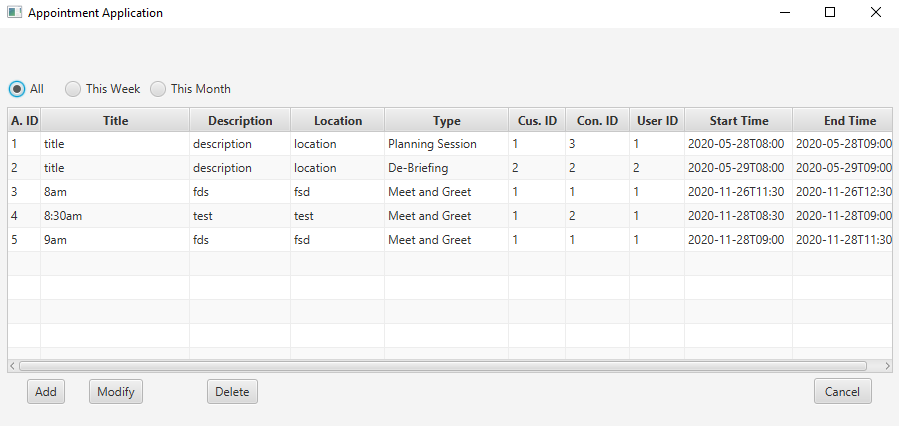 Appointment Application
All This Week This Month
A. ID Title Description Location Type Cus. ID Con. ID User ID Start Time End Time
1 title description location Planning Session 1 3 1 2020-05-28T08:00 2020-05-28T09:00
2 title description location De-Briefing 2 2 2 2020-05-29T08:00 2020-05-29T09:00
3 8am fds fsd Meet and Greet 1 1 1 2020-11-26T11:30 2020-11-26T12:30
4 8:30am test test Meet and Greet 1 2 1 2020-11-28T08:30 2020-11-28T09:00
5 9am fds fsd Meet and Greet 1 1 1 2020-11-28T09:00 2020-11-28T11:30
Add Modify Delete Cancel